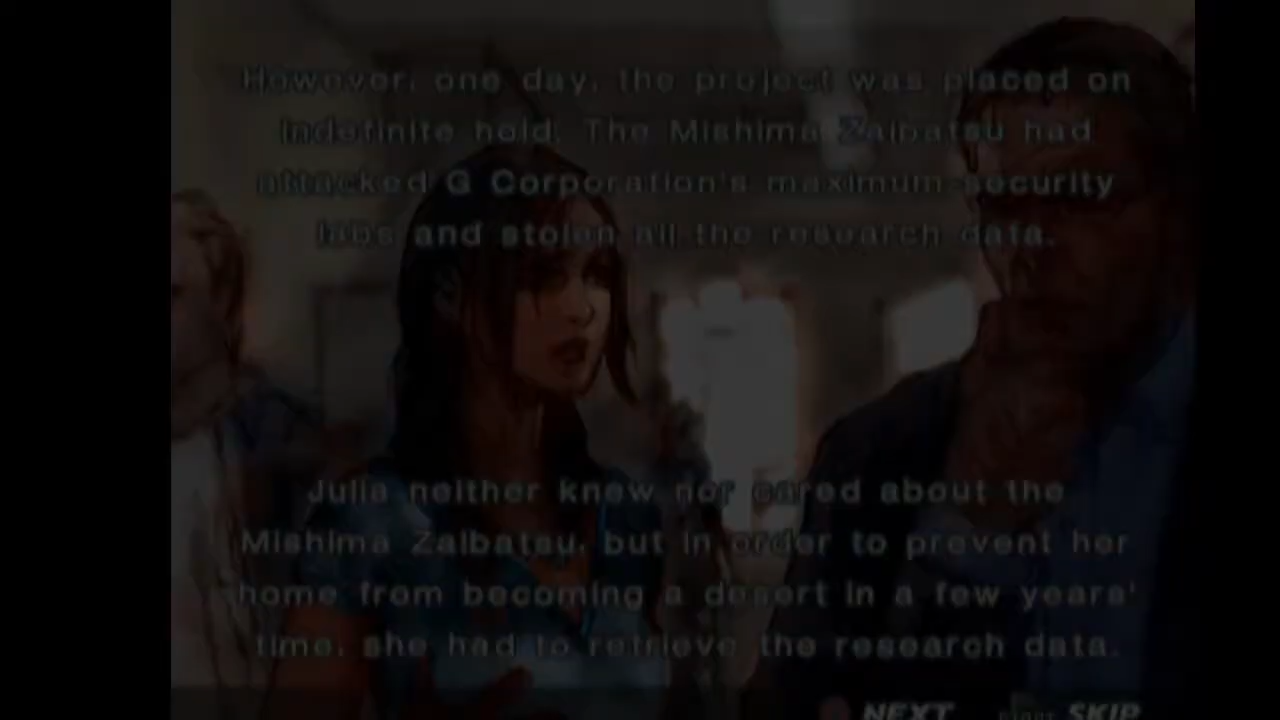 However, one day, the project was placed on
indefinite hold. The Mishima Zaibatsu had
attacked G Corporation's maximum-security
labs and stolen all the research data.
Julia neither knew nor cared about the
Mishima Zaibatsu, but in order to prevent her
home from becoming a desert in a few years'
time, she had to retrieve the research data.
NEXT START SKIP